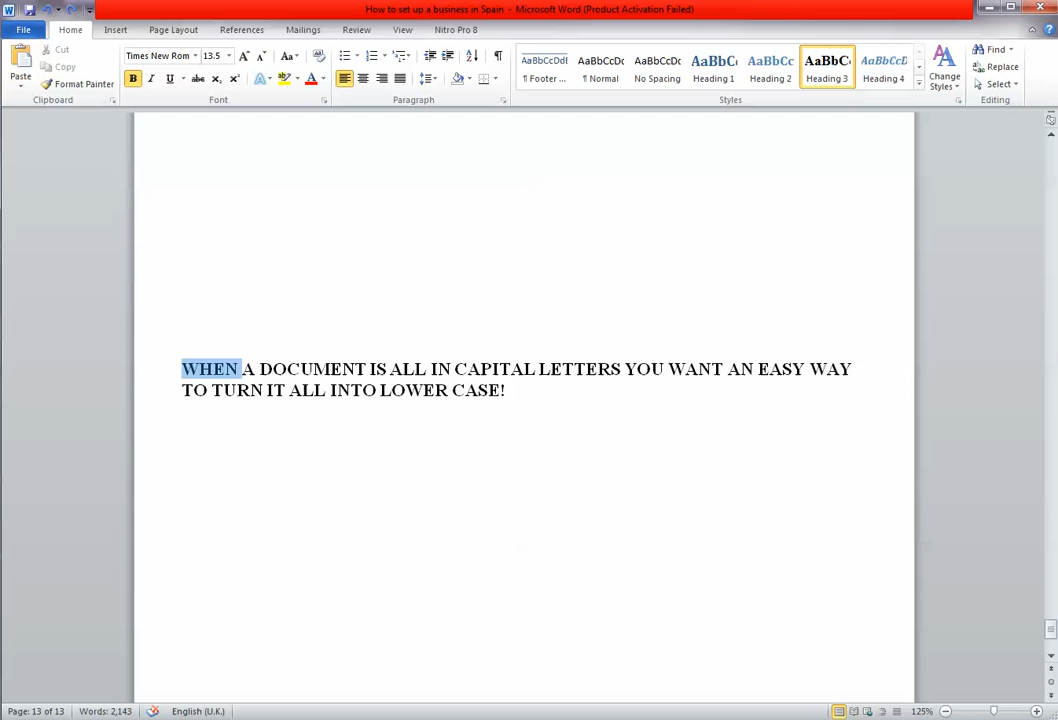 How to set up a business in Spain - Microsoft Word (Product Activation Failed)
File Home Insert Page Layout References Mailings Review View Nitro Pro 8
Paste
Cut
Copy
Format Painter
Clipboard
Times New Rom 13.5
Font
Paragraph
AaBbCcDdE AaBbCcDc AaBbCcDc AaBbC AaBbCc AaBbC AaBbCcD
¶ Footer ... ¶ Normal No Spacing Heading 1 Heading 2 Heading 3 Heading 4
Styles
Change
Styles
Find
Replace
Select
Editing
WHEN A DOCUMENT IS ALL IN CAPITAL LETTERS YOU WANT AN EASY WAY
TO TURN IT ALL INTO LOWER CASE!
Page: 13 of 13 Words: 2,143 English (U.K.) 125%